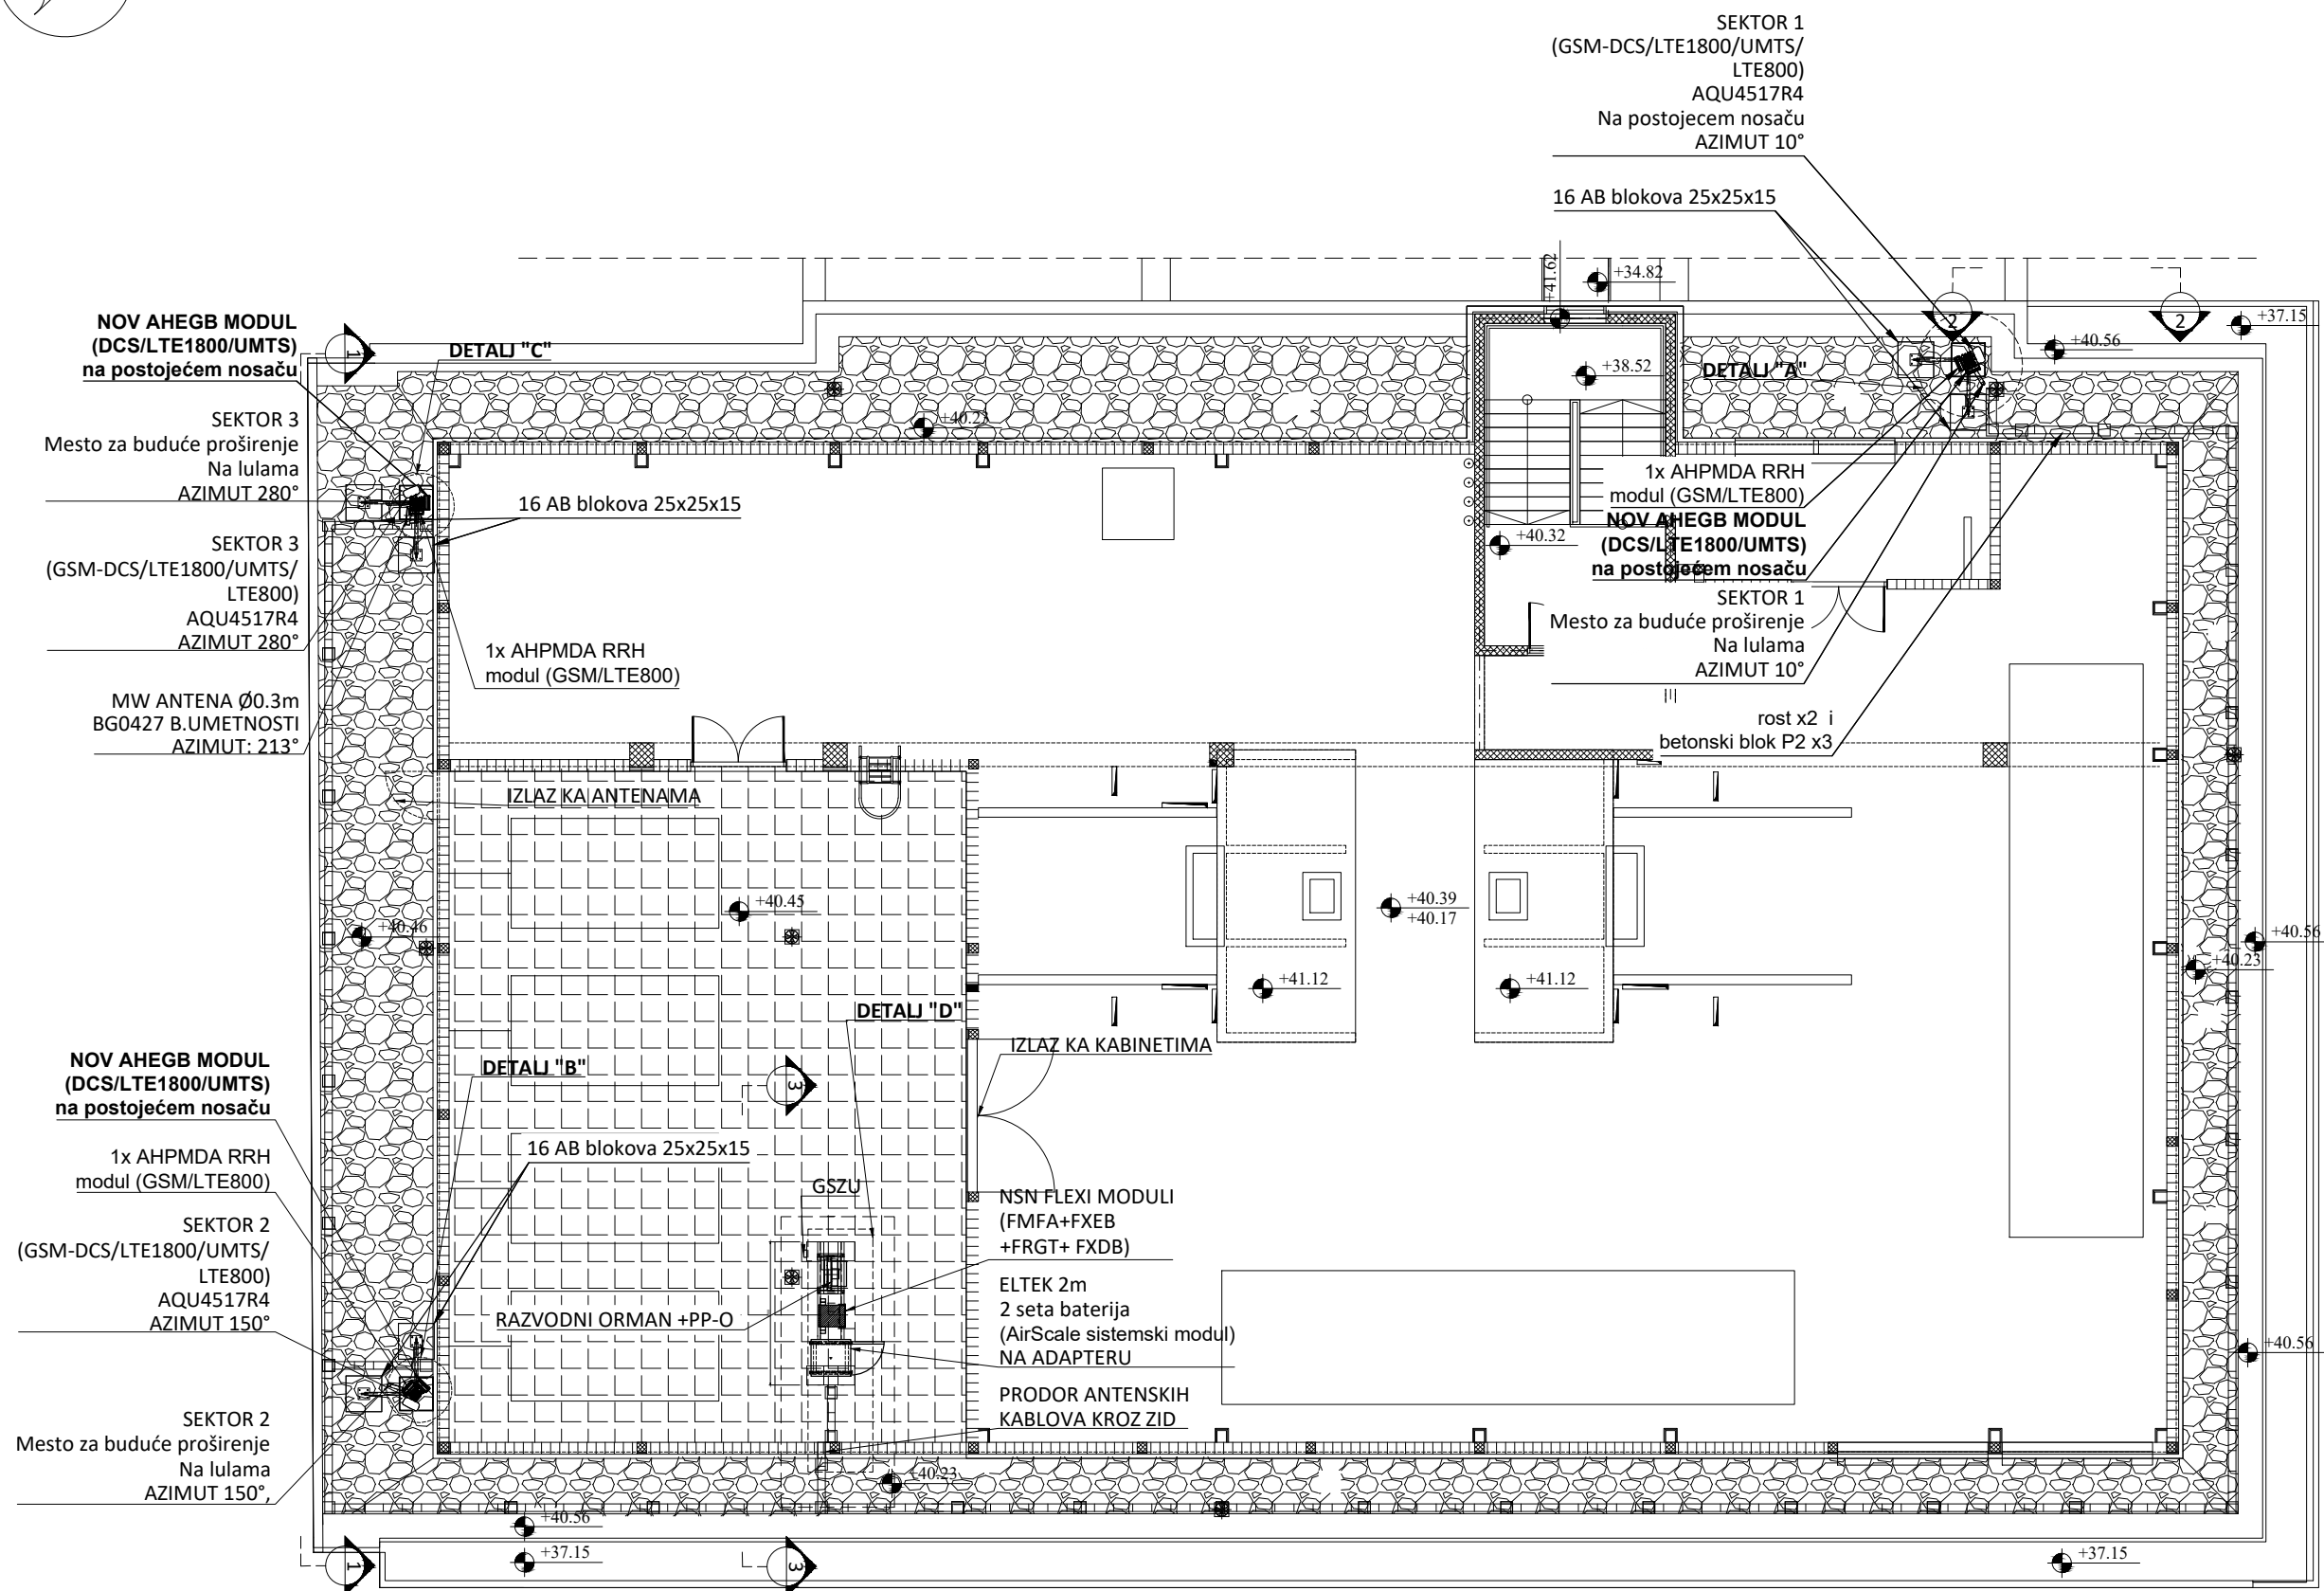 SEKTOR 1
(GSM-DCS/LTE1800/UMTS/
LTE800)
AQU4517R4
Na postojecem nosaču
AZIMUT 10°
16 AB blokova 25x25x15
+41.62
+34.82
2
2
+37.15
+40.56
NOV AHEGB MODUL
(DCS/LTE1800/UMTS)
na postojećem nosaču
1
DETALJ "C"
+38.52
DETALJ "A"
SEKTOR 3
Mesto za buduće proširenje
Na lulama
AZIMUT 280°
+40.23
16 AB blokova 25x25x15
1x AHPMDA RRH
modul (GSM/LTE800)
NOV AHEGB MODUL
(DCS/LTE1800/UMTS)
na postojećem nosaču
+40.32
SEKTOR 3
(GSM-DCS/LTE1800/UMTS/
LTE800)
AQU4517R4
AZIMUT 280°
SEKTOR 1
Mesto za buduće proširenje
Na lulama
AZIMUT 10°
1x AHPMDA RRH
modul (GSM/LTE800)
MW ANTENA Ø0.3m
BG0427 B.UMETNOSTI
AZIMUT: 213°
rost x2 i
betonski blok P2 x3
IZLAZ KA ANTENAMA
+40.45
+40.39
+40.17
+40.46
+40.56
+40.23
+41.12
+41.12
DETALJ "D"
IZLAZ KA KABINETIMA
NOV AHEGB MODUL
(DCS/LTE1800/UMTS)
na postojećem nosaču
DETALJ "B"
3
16 AB blokova 25x25x15
1x AHPMDA RRH
modul (GSM/LTE800)
GSZU
NSN FLEXI MODULI
(FMFA+FXEB
+FRGT+ FXDB)
SEKTOR 2
(GSM-DCS/LTE1800/UMTS/
LTE800)
AQU4517R4
AZIMUT 150°
RAZVODNI ORMAN +PP-O
ELTEK 2m
2 seta baterija
(AirScale sistemski modul)
NA ADAPTERU
+40.56
PRODOR ANTENSKIH
KABLOVA KROZ ZID
SEKTOR 2
Mesto za buduće proširenje
Na lulama
AZIMUT 150°,
+40.23
+40.56
+37.15
1
3
+37.15